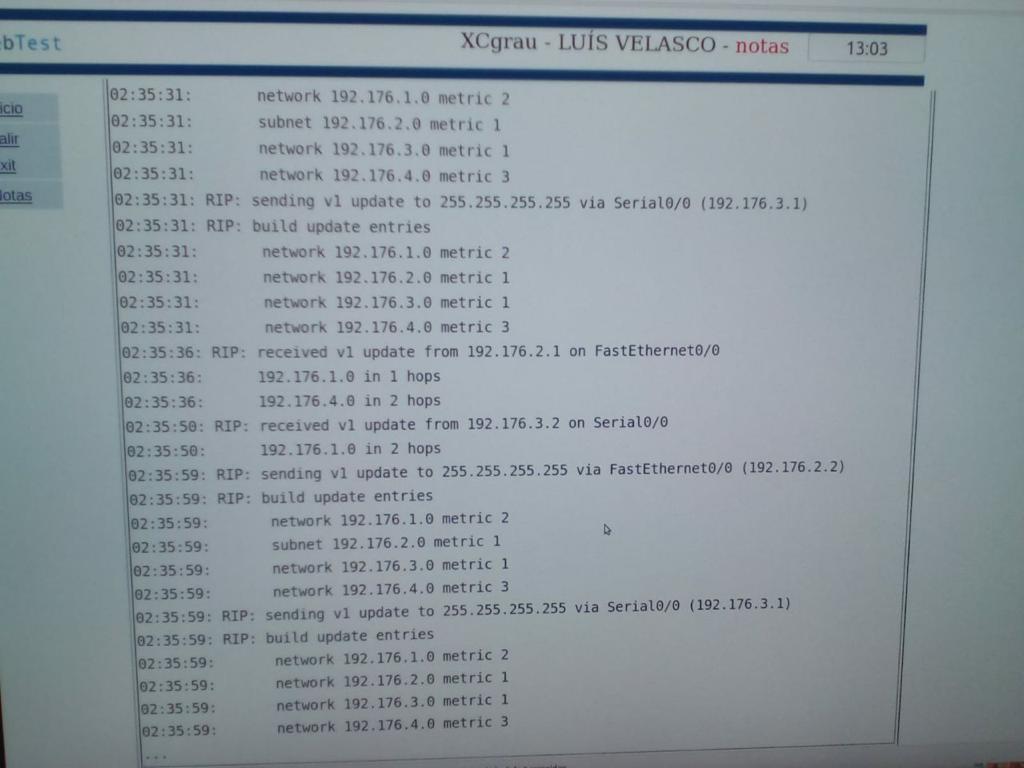 bTest
XCgrau - LUÍS VELASCO - notas
13:03
icio
alir
xit
lotas
02:35:31: network 192.176.1.0 metric 2
02:35:31: subnet 192.176.2.0 metric 1
02:35:31: network 192.176.3.0 metric 1
02:35:31: network 192.176.4.0 metric 3
02:35:31: RIP: sending v1 update to 255.255.255.255 via Serial0/0 (192.176.3.1)
02:35:31: RIP: build update entries
02:35:31: network 192.176.1.0 metric 2
02:35:31: network 192.176.2.0 metric 1
02:35:31: network 192.176.3.0 metric 1
02:35:31: network 192.176.4.0 metric 3
02:35:36: RIP: received v1 update from 192.176.2.1 on FastEthernet0/0
02:35:36: 192.176.1.0 in 1 hops
02:35:36: 192.176.4.0 in 2 hops
02:35:50: RIP: received v1 update from 192.176.3.2 on Serial0/0
02:35:50: 192.176.1.0 in 2 hops
02:35:59: RIP: sending v1 update to 255.255.255.255 via FastEthernet0/0 (192.176.2.2)
02:35:59: RIP: build update entries
02:35:59: network 192.176.1.0 metric 2
02:35:59: subnet 192.176.2.0 metric 1
02:35:59: network 192.176.3.0 metric 1
02:35:59: network 192.176.4.0 metric 3
02:35:59: RIP: sending v1 update to 255.255.255.255 via Serial0/0 (192.176.3.1)
02:35:59: RIP: build update entries
02:35:59: network 192.176.1.0 metric 2
02:35:59: network 192.176.2.0 metric 1
02:35:59: network 192.176.3.0 metric 1
02:35:59: network 192.176.4.0 metric 3
...